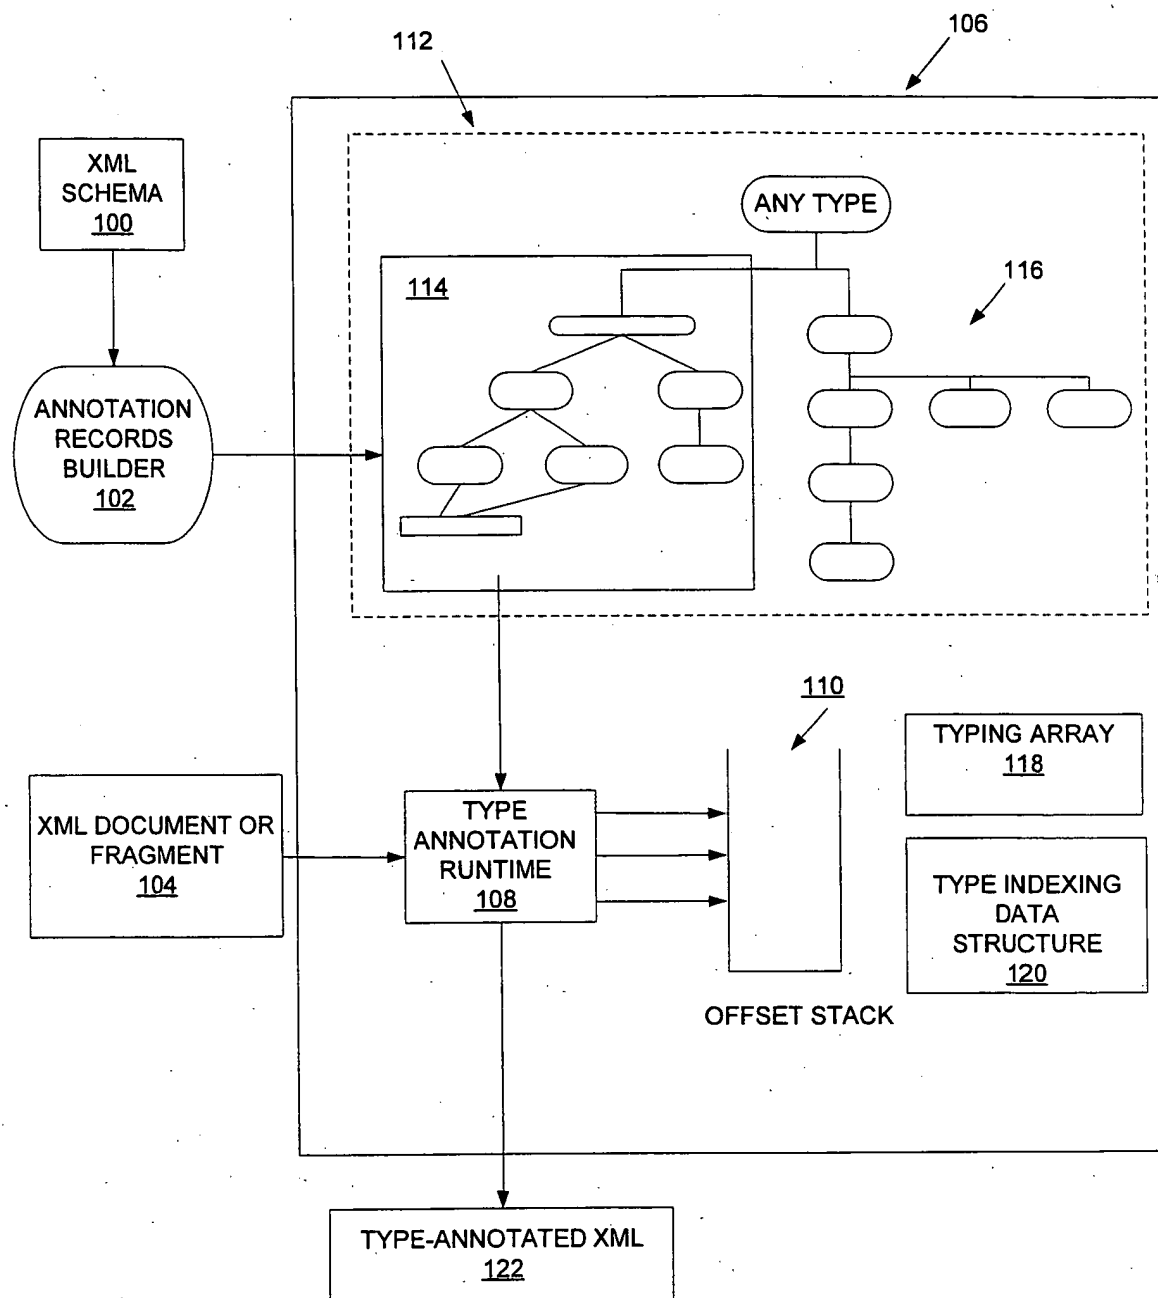 106
112
XML
SCHEMA
100
ANY TYPE
114
116
ANNOTATION
RECORDS
BUILDER
102
110
TYPING ARRAY
118
XML DOCUMENT OR
FRAGMENT
104
TYPE
ANNOTATION
RUNTIME
108
TYPE INDEXING
DATA
STRUCTURE
120
OFFSET STACK
TYPE-ANNOTATED XML
122